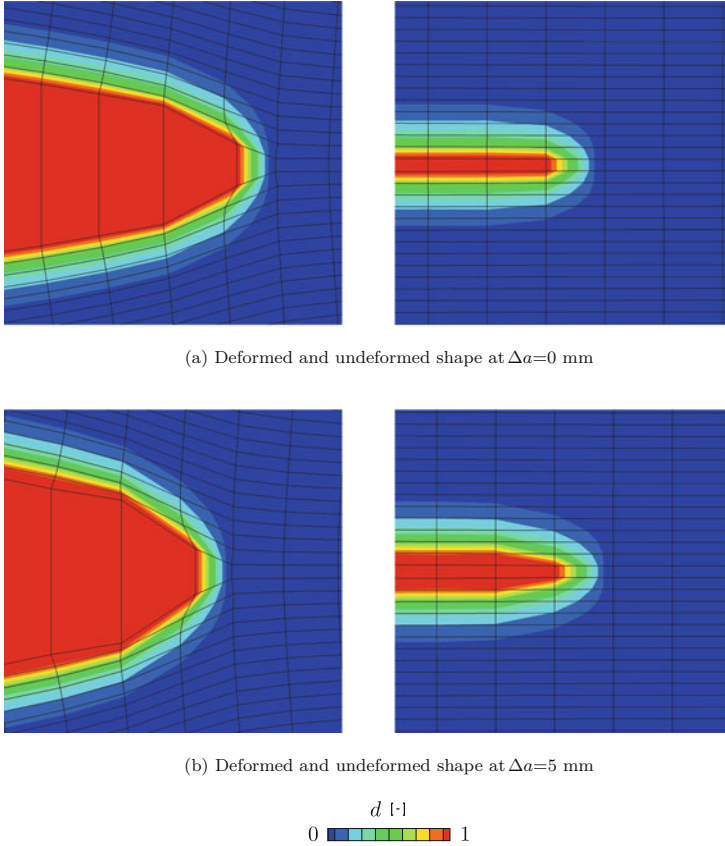 (a) Deformed and undeformed shape at Δa=0 mm
(b) Deformed and undeformed shape at Δa=5 mm
d [-]
0 1